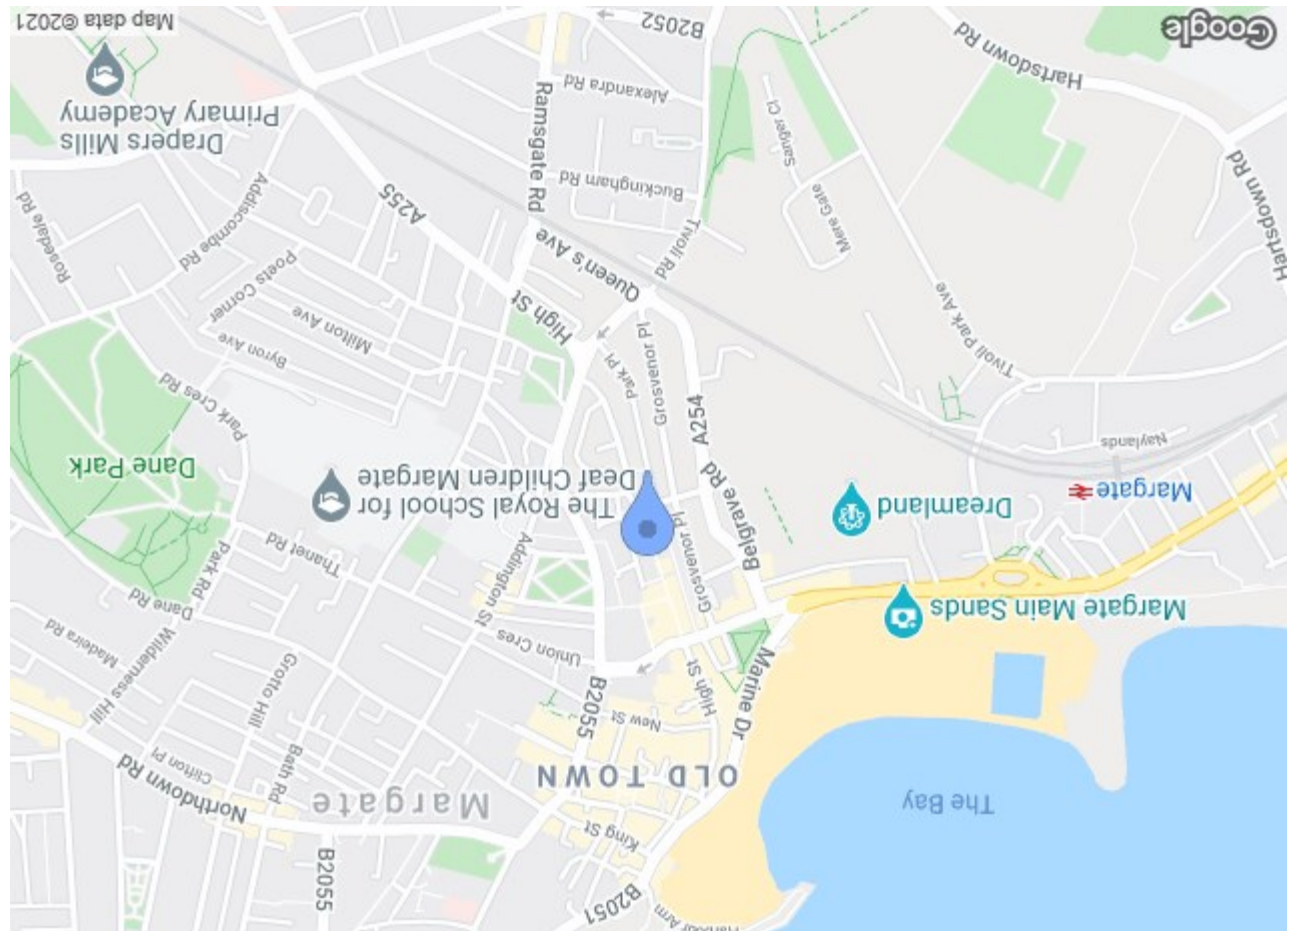 Harbour Arm
B2051
B2055
King St
The Bay
Margate
OLD TOWN
Northdown Rd
Clifton Pl
Bath Rd
New St
B2055
High St
Marine Dr
Grotto Hill
Wilderness Hill
Madeira Rd
Union Cres
Margate Main Sands
Dane Rd
Park Rd
Thanet Rd
Addington St
Grosvenor Pl
Belgrave Rd
Dreamland
Margate
The Royal School for
Deaf Children Margate
Dane Park
Naylands
A254
Park Cres Rd
Park Pl
Grosvenor Pl
Byron Ave
Milton Ave
Poets Corner
High St
Tivoli Park Ave
Queen's Ave
Tivoli Rd
Rosedale Rd
Addiscombe Rd
A255
Ramsgate Rd
Buckingham Rd
Mere Gate
Hartsdown Rd
Hartsdown Rd
Sanger Cl
Drapers Mills
Primary Academy
Alexandra Rd
Hartsdown Rd
B2052
Google
Map data ©2021